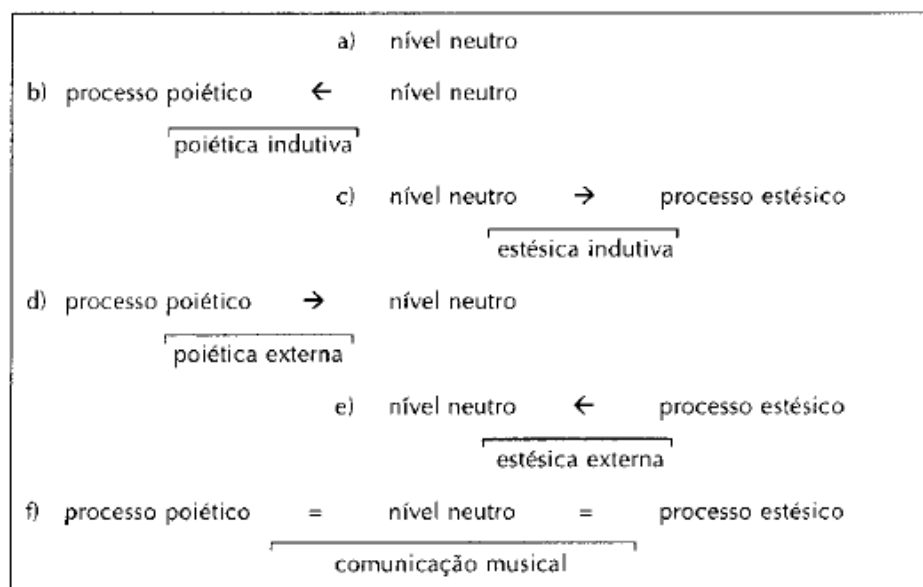 a) nível neutro
b) processo poiético ← nível neutro
poiética indutiva
c) nível neutro → processo estésico
estésica indutiva
d) processo poiético → nível neutro
poiética externa
e) nível neutro ← processo estésico
estésica externa
f) processo poiético = nível neutro = processo estésico
comunicação musical